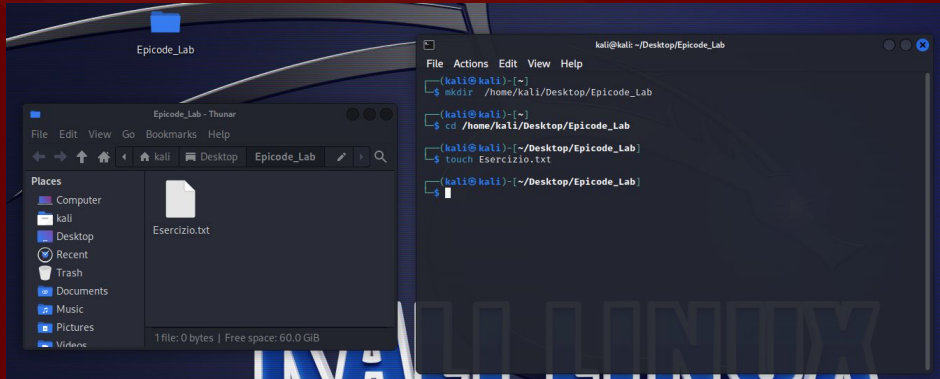 Epicode_Lab
Epicode_Lab - Thunar
File Edit View Go Bookmarks Help
kali Desktop Epicode_Lab
Places
Computer
kali
Desktop
Recent
Trash
Documents
Music
Pictures
Videos
Esercizio.txt
1 file: 0 bytes | Free space: 60.0 GiB
kali@kali: ~/Desktop/Epicode_Lab
File Actions Edit View Help
┌──(kali㉿kali)-[~]
└─$ mkdir /home/kali/Desktop/Epicode_Lab
┌──(kali㉿kali)-[~]
└─$ cd /home/kali/Desktop/Epicode_Lab
┌──(kali㉿kali)-[~/Desktop/Epicode_Lab]
└─$ touch Esercizio.txt
┌──(kali㉿kali)-[~/Desktop/Epicode_Lab]
└─$
KALI LINUX